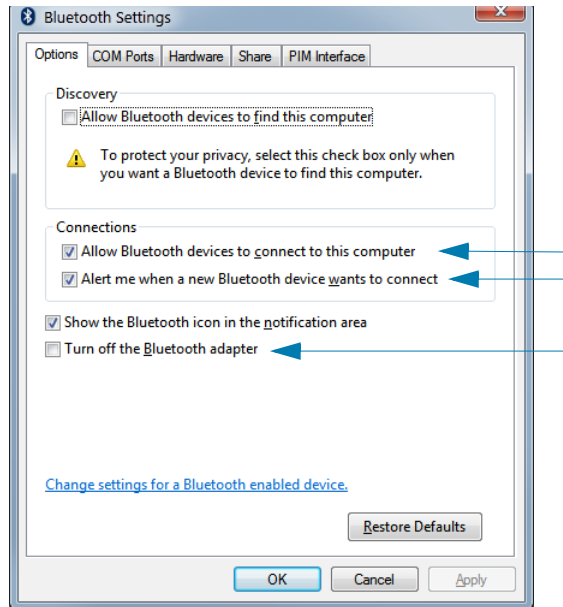 Bluetooth Settings
Options COM Ports Hardware Share PIM Interface
Discovery
Allow Bluetooth devices to find this computer
To protect your privacy, select this check box only when
you want a Bluetooth device to find this computer.
Connections
Allow Bluetooth devices to connect to this computer
Alert me when a new Bluetooth device wants to connect
Show the Bluetooth icon in the notification area
Turn off the Bluetooth adapter
Change settings for a Bluetooth enabled device.
Restore Defaults
OK Cancel Apply